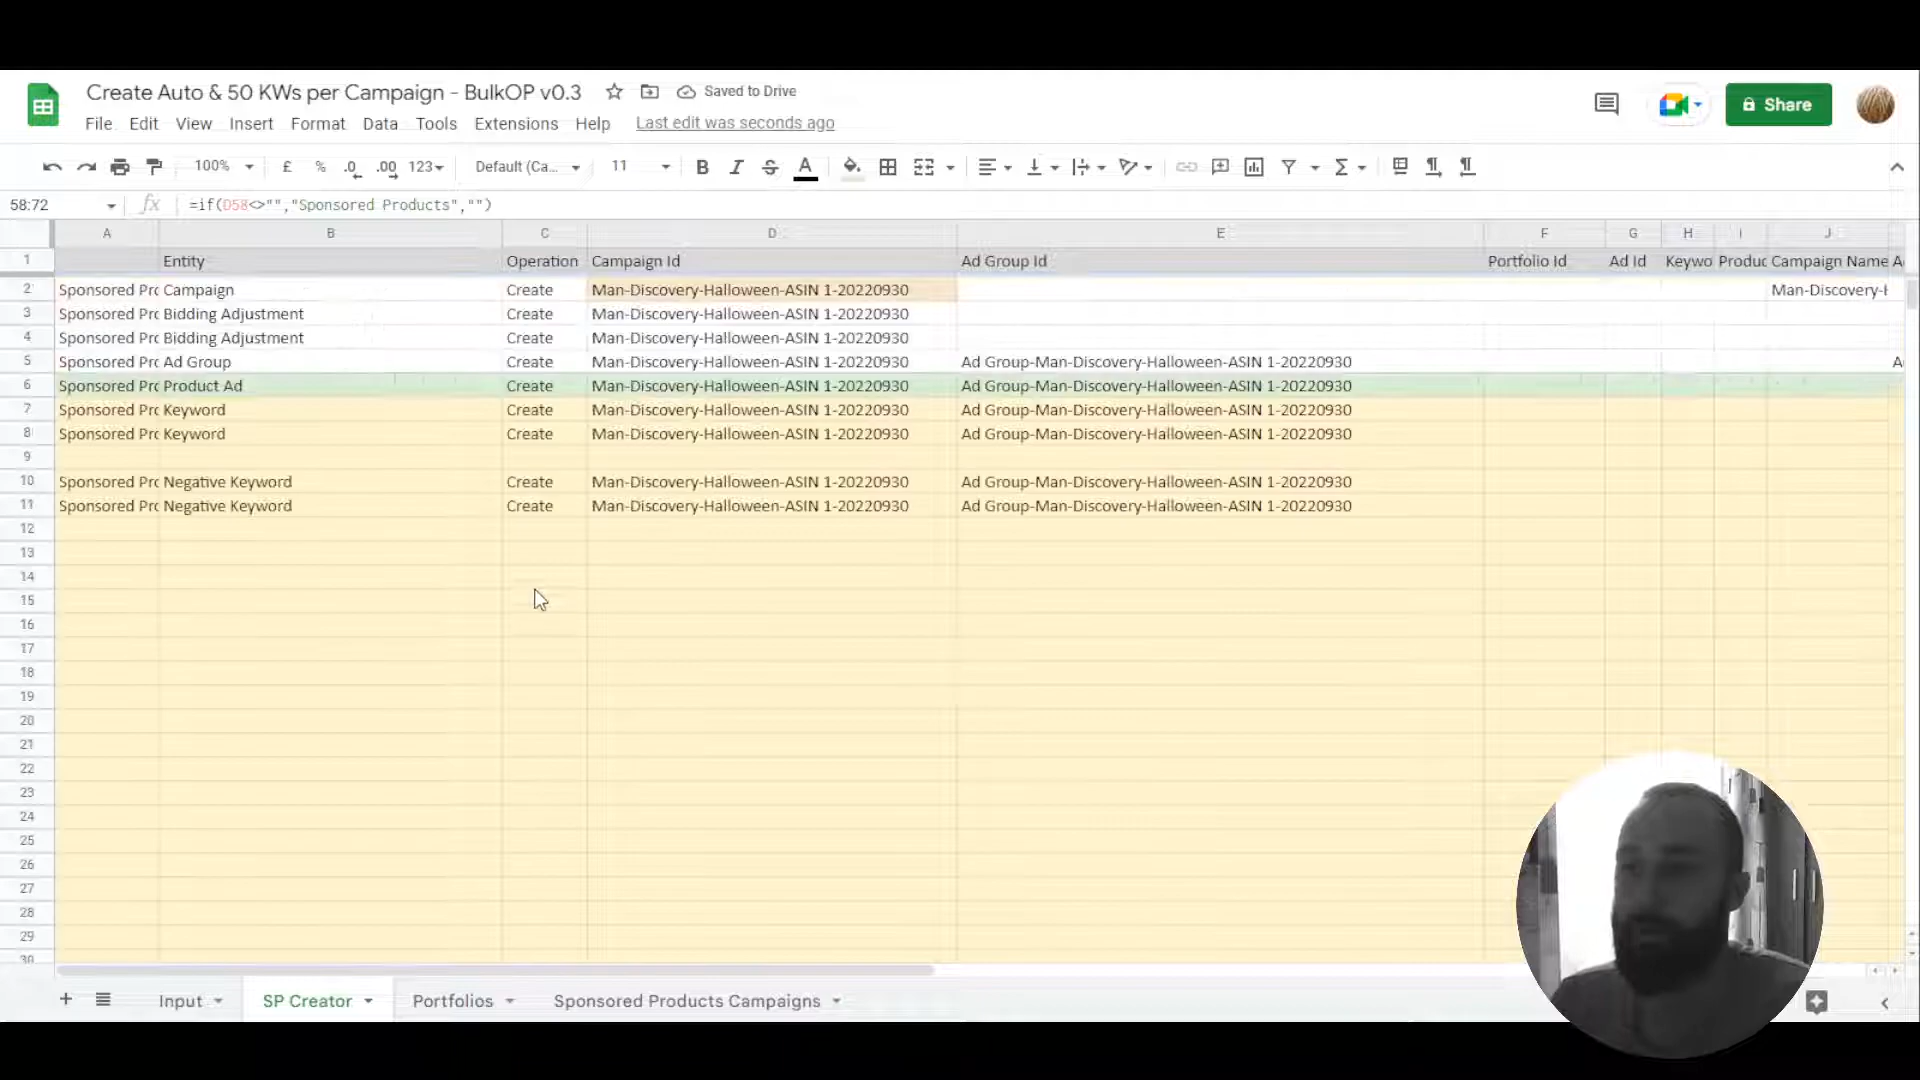 Create Auto & 50 KWs per Campaign - BulkOP v0.3 Saved to Drive
File Edit View Insert Format Data Tools Extensions Help Last edit was seconds ago
Share
100% £ % .0 .00 123 Default (Ca... 11 B I S A
58:72 fx =if(D58<>"","Sponsored Products","")
A B C D E F G H I J
1 Entity Operation Campaign Id Ad Group Id Portfolio Id Ad Id Keywo Produc Campaign Name A
2 Sponsored Pro Campaign Create Man-Discovery-Halloween-ASIN 1-20220930 Man-Discovery-H
3 Sponsored Pro Bidding Adjustment Create Man-Discovery-Halloween-ASIN 1-20220930
4 Sponsored Pro Bidding Adjustment Create Man-Discovery-Halloween-ASIN 1-20220930
5 Sponsored Pro Ad Group Create Man-Discovery-Halloween-ASIN 1-20220930 Ad Group-Man-Discovery-Halloween-ASIN 1-20220930 A
6 Sponsored Pro Product Ad Create Man-Discovery-Halloween-ASIN 1-20220930 Ad Group-Man-Discovery-Halloween-ASIN 1-20220930
7 Sponsored Pro Keyword Create Man-Discovery-Halloween-ASIN 1-20220930 Ad Group-Man-Discovery-Halloween-ASIN 1-20220930
8 Sponsored Pro Keyword Create Man-Discovery-Halloween-ASIN 1-20220930 Ad Group-Man-Discovery-Halloween-ASIN 1-20220930
9
10 Sponsored Pro Negative Keyword Create Man-Discovery-Halloween-ASIN 1-20220930 Ad Group-Man-Discovery-Halloween-ASIN 1-20220930
11 Sponsored Pro Negative Keyword Create Man-Discovery-Halloween-ASIN 1-20220930 Ad Group-Man-Discovery-Halloween-ASIN 1-20220930
12
13
14
15
16
17
18
19
20
21
22
23
24
25
26
27
28
29
30
Input SP Creator Portfolios Sponsored Products Campaigns